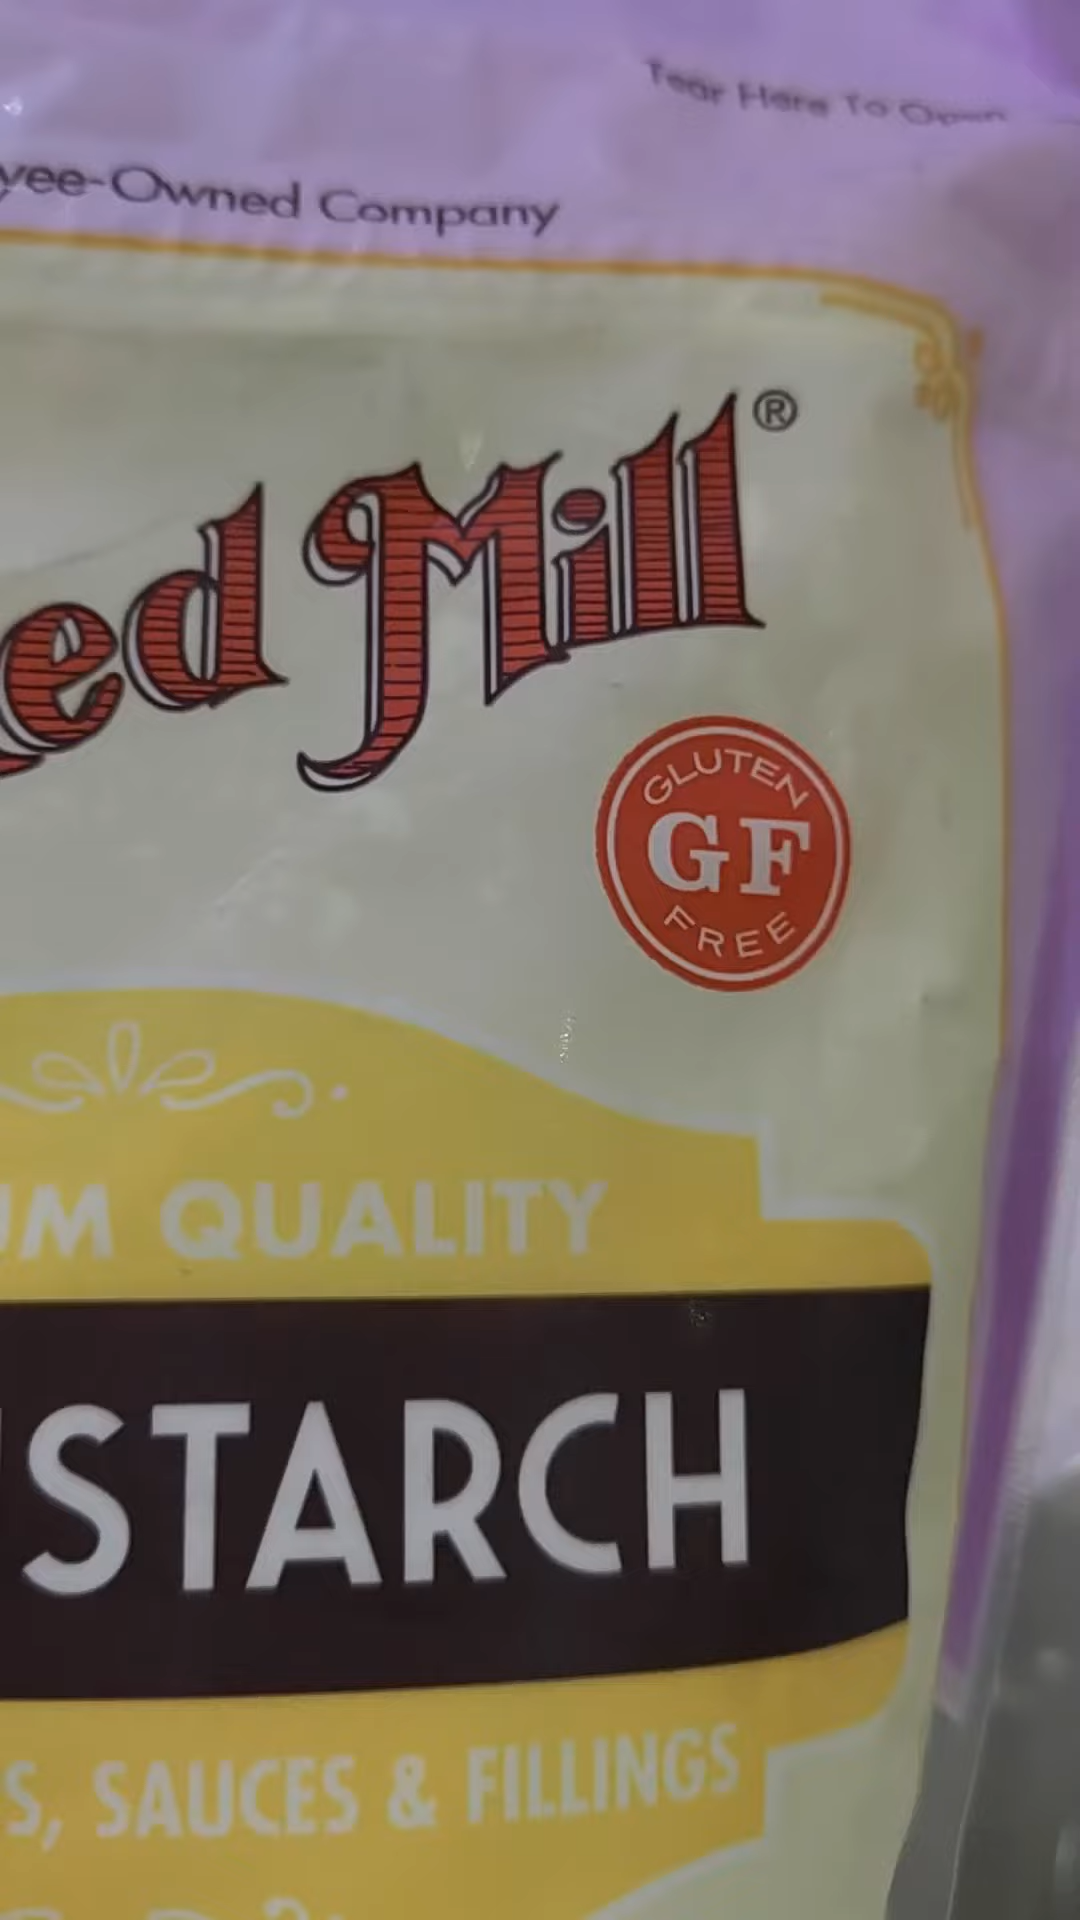 Tear Here To Open
yee-Owned Company
ed Mill®
GLUTEN
GF
FREE
UM QUALITY
STARCH
S, SAUCES & FILLINGS